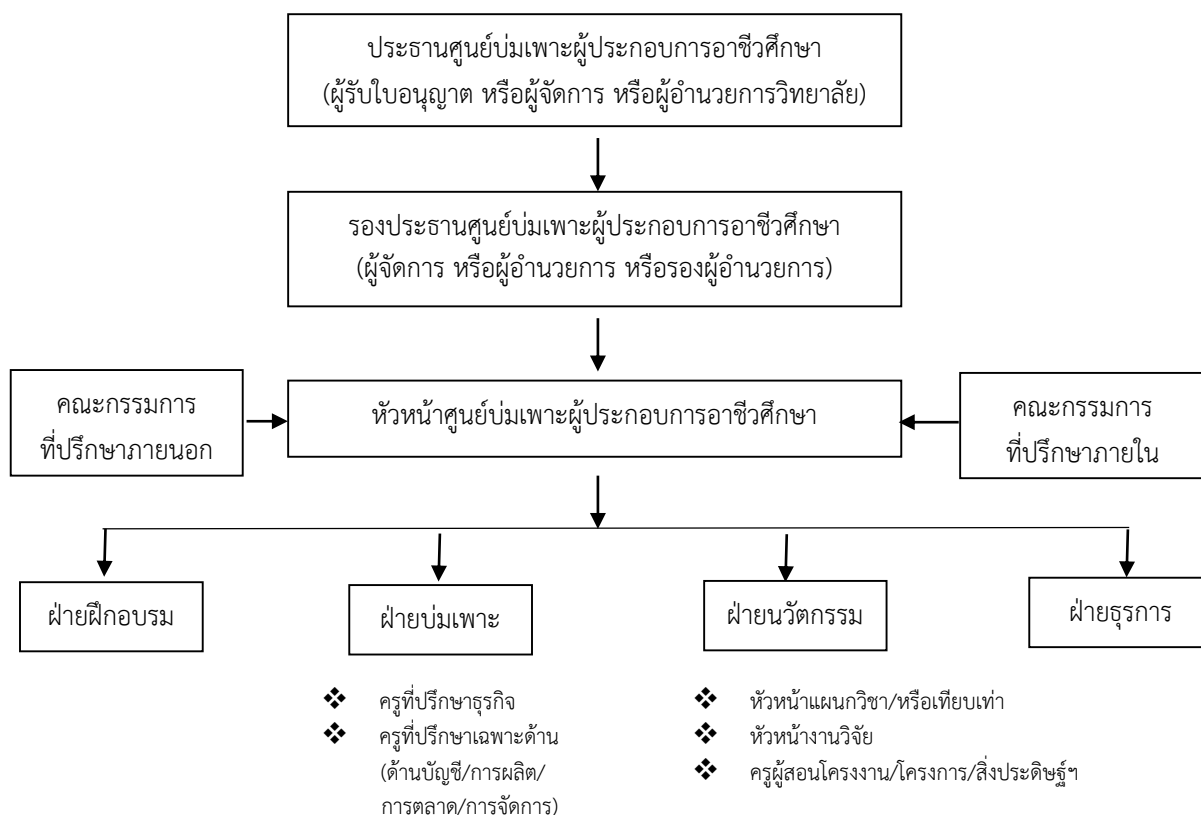 ประธานศูนย์บ่มเพาะผู้ประกอบการอาชีวศึกษา
(ผู้รับใบอนุญาต หรือผู้จัดการ หรือผู้อำนวยการวิทยาลัย)
รองประธานศูนย์บ่มเพาะผู้ประกอบการอาชีวศึกษา
(ผู้จัดการ หรือผู้อำนวยการ หรือรองผู้อำนวยการ)
คณะกรรมการ
ที่ปรึกษาภายนอก
หัวหน้าศูนย์บ่มเพาะผู้ประกอบการอาชีวศึกษา
คณะกรรมการ
ที่ปรึกษาภายใน
ฝ่ายฝึกอบรม
ฝ่ายบ่มเพาะ
ฝ่ายนวัตกรรม
ฝ่ายธุรการ
❖ ครูที่ปรึกษาธุรกิจ
❖ ครูที่ปรึกษาเฉพาะด้าน
(ด้านบัญชี/การผลิต/
การตลาด/การจัดการ)
❖ หัวหน้าแผนกวิชา/หรือเทียบเท่า
❖ หัวหน้างานวิจัย
❖ ครูผู้สอนโครงงาน/โครงการ/สิ่งประดิษฐ์ฯ